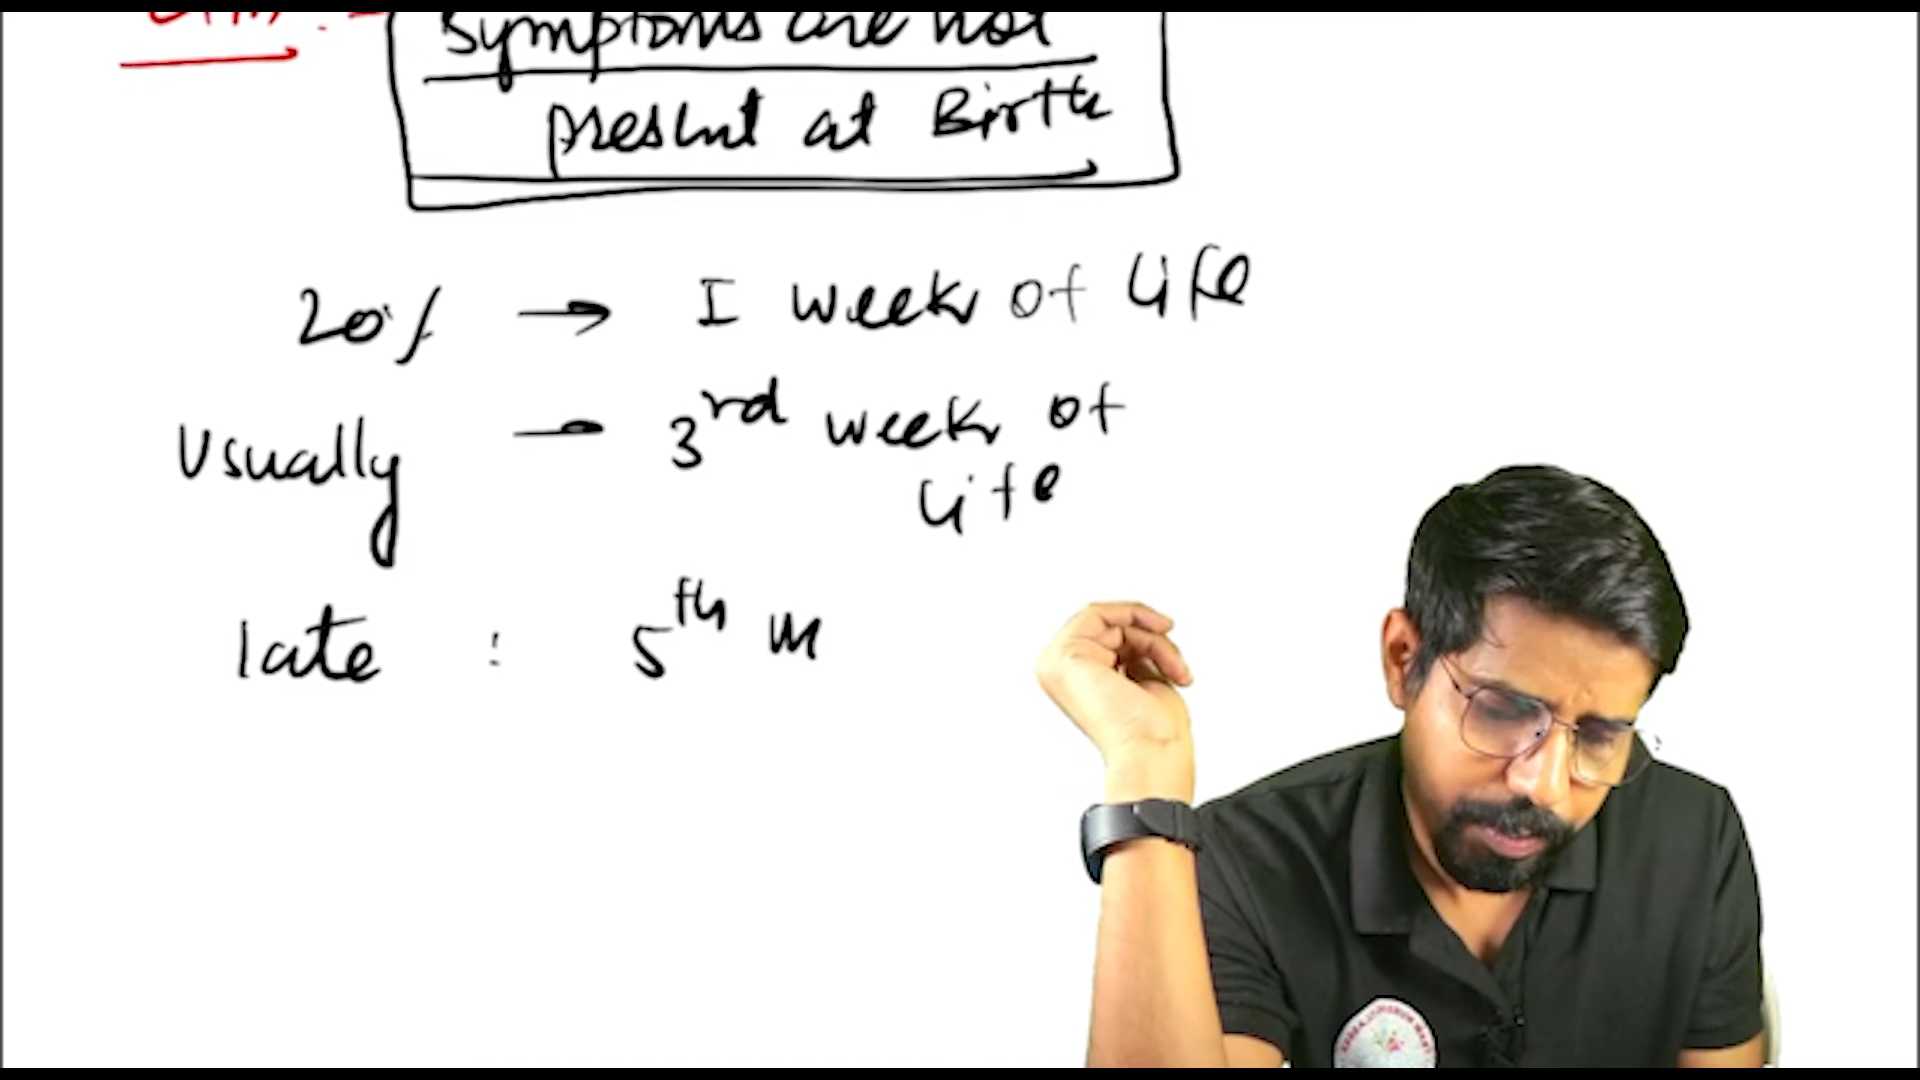 Symptoms are not
present at Birth
20% → I week of life
Usually → 3rd week of
life
late : 5th m